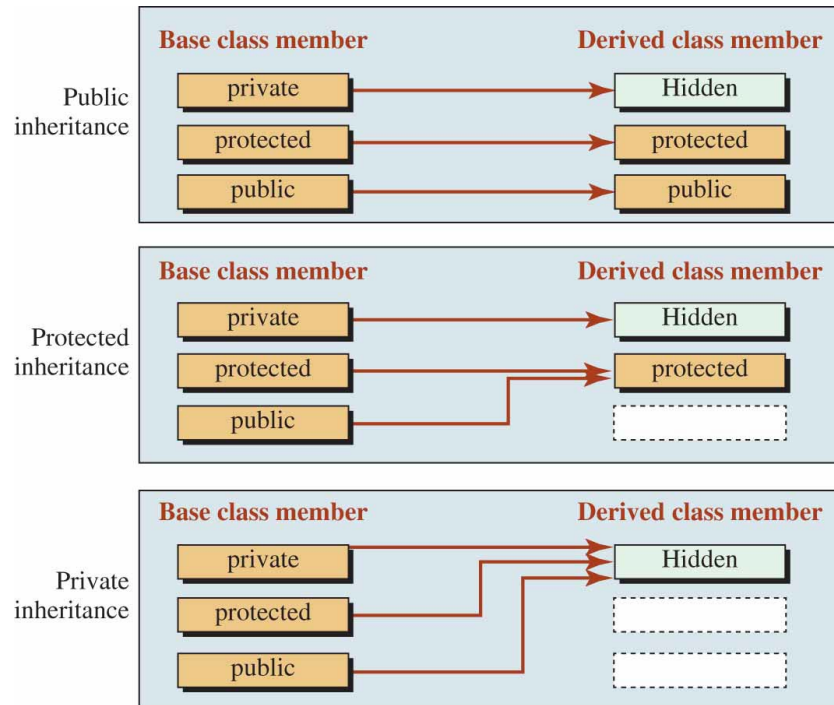 Public
inheritance
Base class member
Derived class member
private
Hidden
protected
protected
public
public
Protected
inheritance
Base class member
Derived class member
private
Hidden
protected
protected
public
Private
inheritance
Base class member
Derived class member
private
Hidden
protected
public